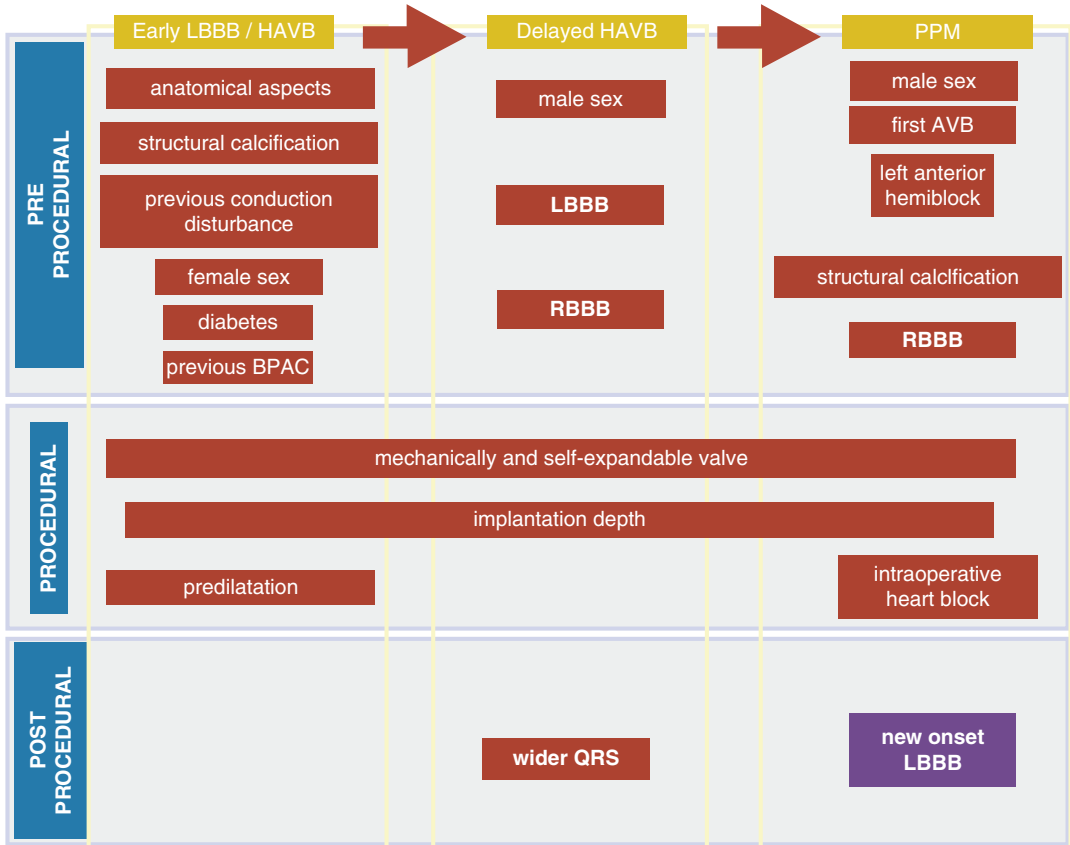 Early LBBB / HAVB
Delayed HAVB
PPM
PRE
PROCEDURAL
anatomical aspects
structural calcification
previous conduction
disturbance
female sex
diabetes
previous BPAC
male sex
LBBB
RBBB
male sex
first AVB
left anterior
hemiblock
structural calclfication
RBBB
PROCEDURAL
mechanically and self-expandable valve
implantation depth
predilatation
intraoperative
heart block
POST
PROCEDURAL
wider QRS
new onset
LBBB